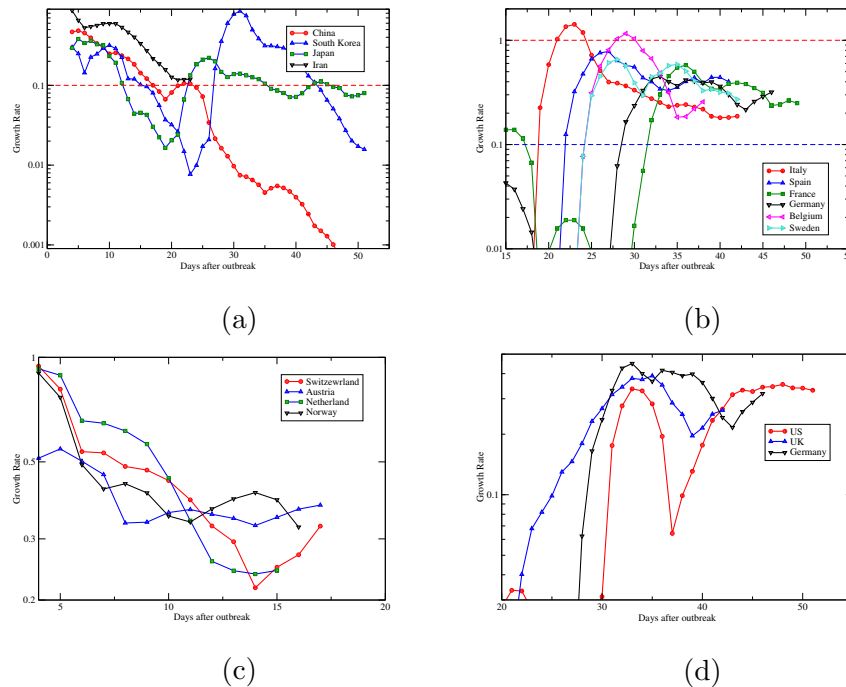 China
South Korea
Japan
Iran
Growth Rate
0.1
0.01
0.001
0 10 20 30 40 50
Days after outbreak
(a)
Italy
Spain
France
Germany
Belgium
Sweden
Growth Rate
1
0.1
0.01
15 20 25 30 35 40 45 50 55
Days after outbreak
(b)
Switzewrland
Austria
Netherland
Norway
Growth Rate
1
0.5
0.3
0.2
5 10 15 20
Days after outbreak
(c)
US
UK
Germany
Growth Rate
0.1
20 30 40 50
Days after outbreak
(d)